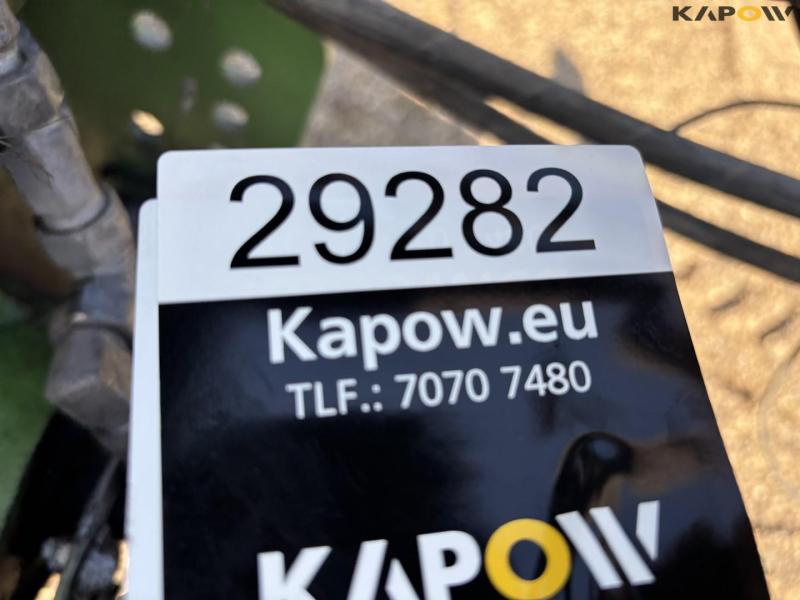 KAPOW
29282
Kapow.eu
TLF.: 7070 7480
KAPOW